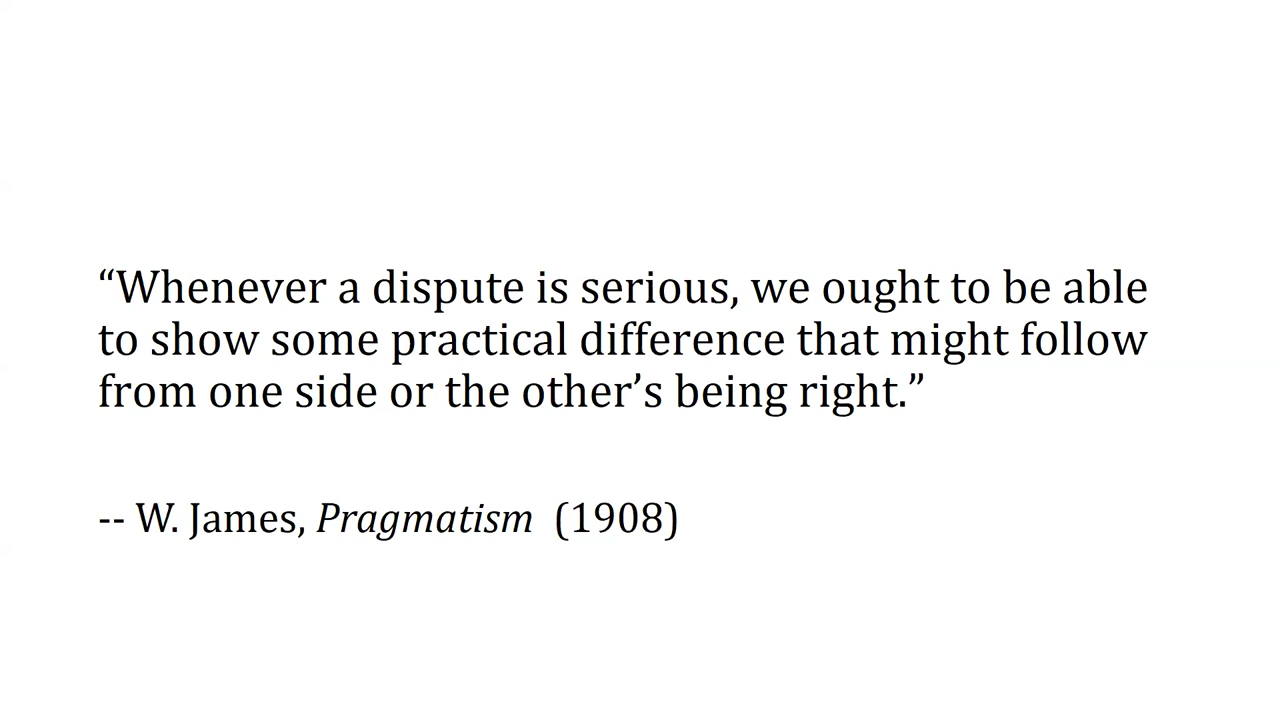 “Whenever a dispute is serious, we ought to be able
to show some practical difference that might follow
from one side or the other’s being right.”
-- W. James, Pragmatism (1908)